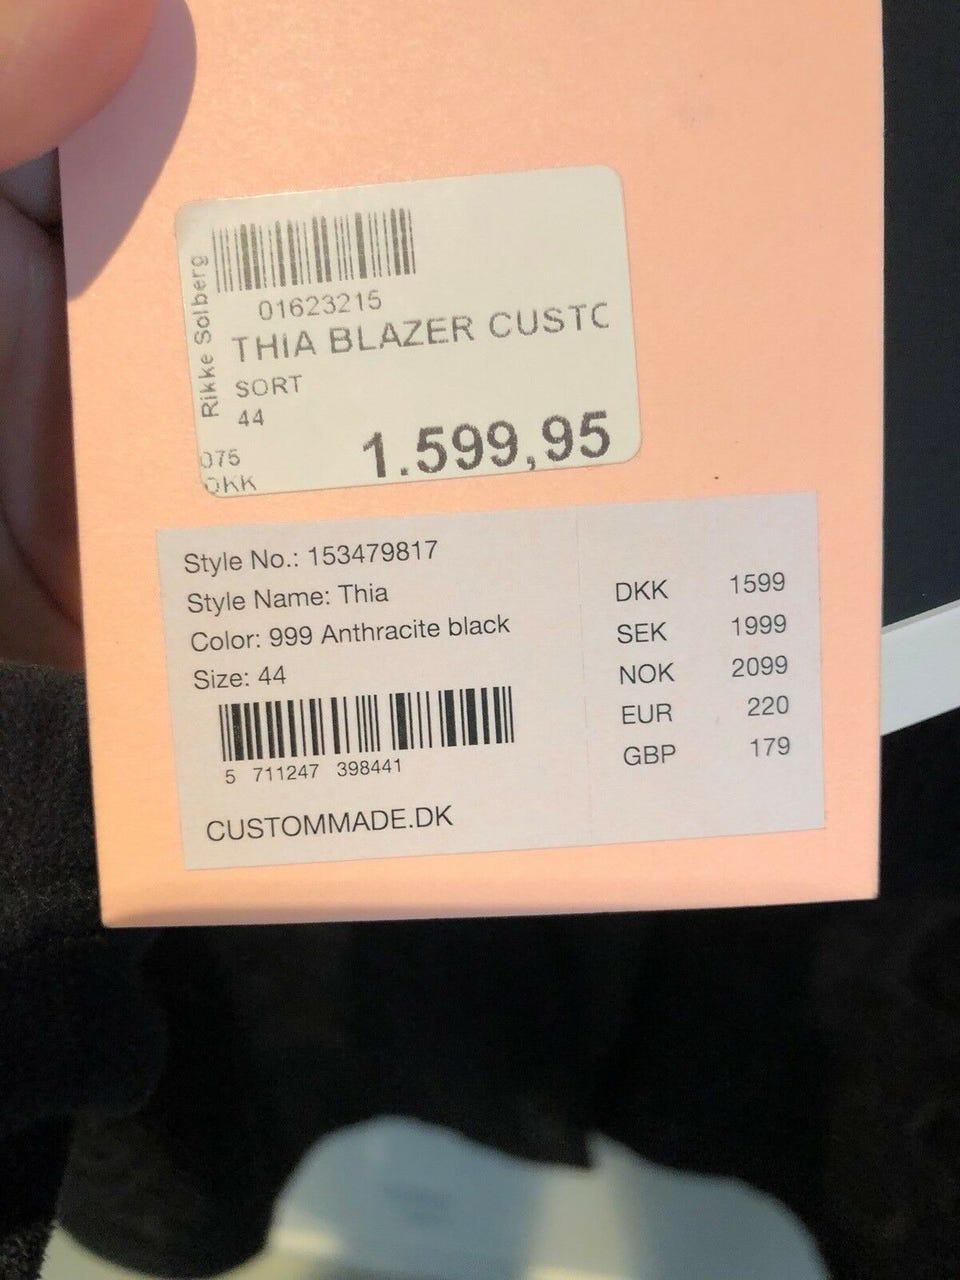 Rikke Solberg
01623215
THIA BLAZER CUSTO
SORT
44
075
DKK
1.599,95
Style No.: 153479817
Style Name: Thia
Color: 999 Anthracite black
Size: 44
5 711247 398441
CUSTOMMADE.DK
DKK 1599
SEK 1999
NOK 2099
EUR 220
GBP 179